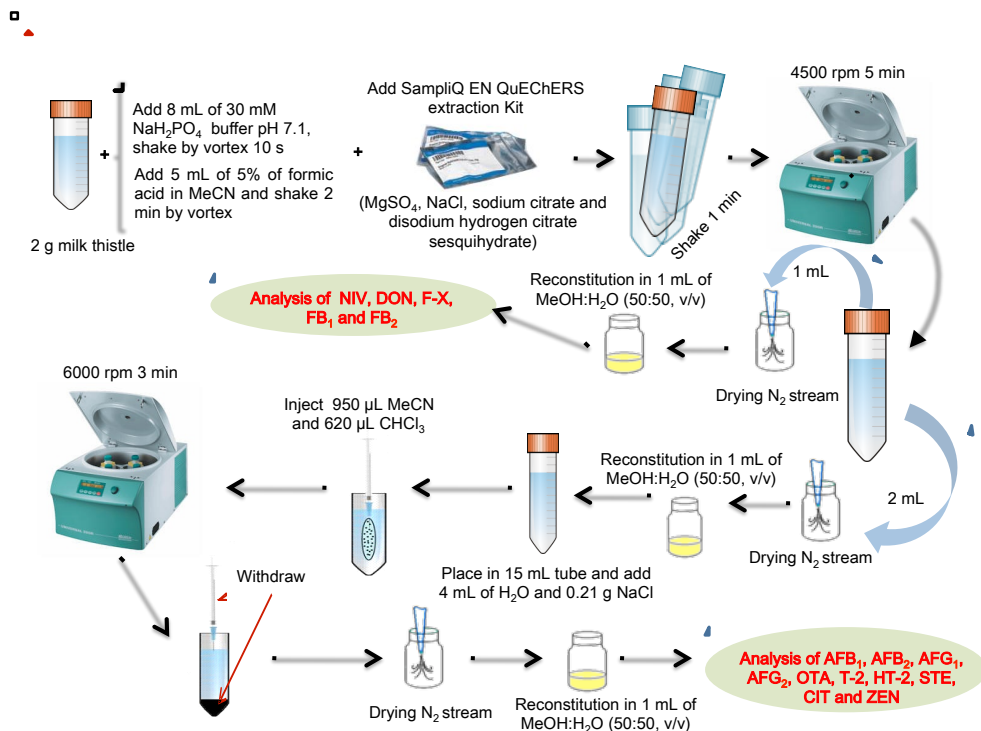 4500 rpm 5 min
Add 8 mL of 30 mM
NaH₂PO₄ buffer pH 7.1,
shake by vortex 10 s
Add 5 mL of 5% of formic
acid in MeCN and shake 2
min by vortex
+
2 g milk thistle
+
Add SampliQ EN QuEChERS
extraction Kit
(MgSO₄, NaCl, sodium citrate and
disodium hydrogen citrate
sesquihydrate)
Shake 1 min
1 mL
Drying N₂ stream
Reconstitution in 1 mL of
MeOH:H₂O (50:50, v/v)
Analysis of NIV, DON, F-X,
FB₁ and FB₂
2 mL
Drying N₂ stream
Reconstitution in 1 mL of
MeOH:H₂O (50:50, v/v)
Place in 15 mL tube and add
4 mL of H₂O and 0.21 g NaCl
Inject 950 µL MeCN
and 620 µL CHCl₃
6000 rpm 3 min
Withdraw
Drying N₂ stream
Reconstitution in 1 mL of
MeOH:H₂O (50:50, v/v)
Analysis of AFB₁, AFB₂, AFG₁,
AFG₂, OTA, T-2, HT-2, STE,
CIT and ZEN